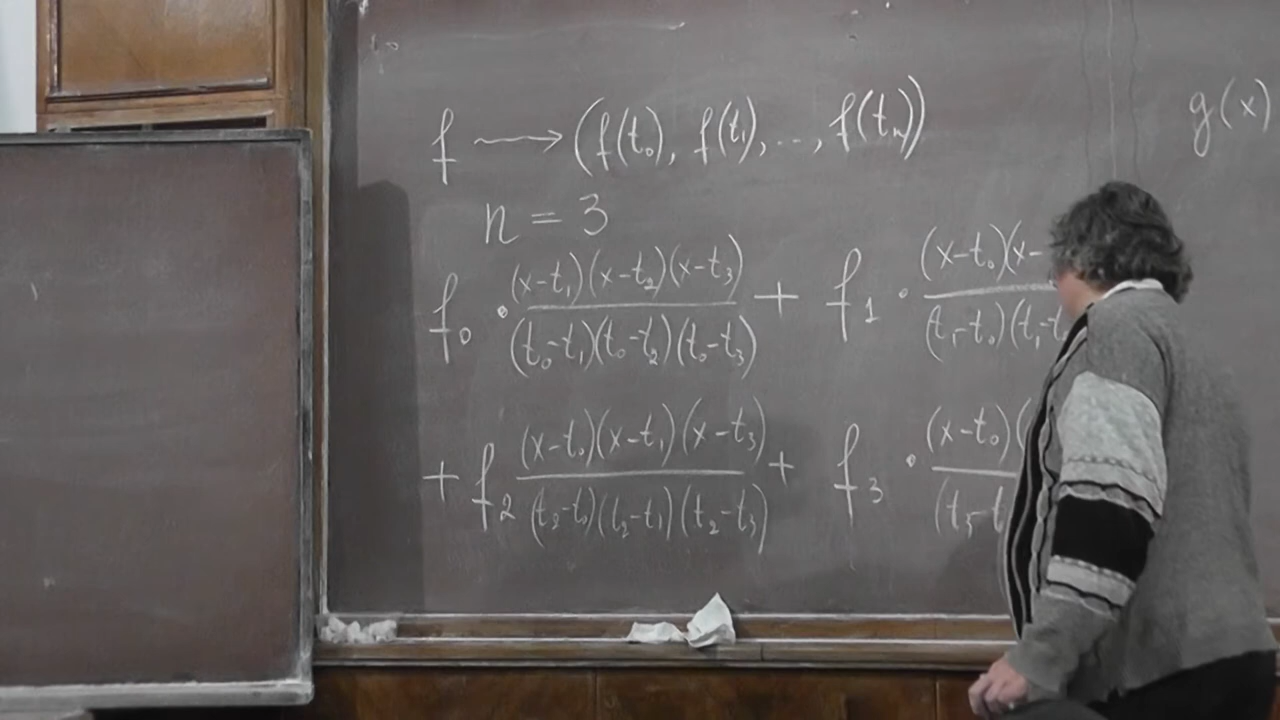 f ⟶ (f(t₀), f(t₁), ..., f(tₙ)) g(x)
n = 3
f₀ · (x-t₁)(x-t₂)(x-t₃) / (t₀-t₁)(t₀-t₂)(t₀-t₃) + f₁ · (x-t₀)(x- / (t₁-t₀)(t₁-t
+ f₂ (x-t₀)(x-t₁)(x-t₃) / (t₂-t₀)(t₂-t₁)(t₂-t₃) + f₃ · (x-t₀)( / (t₃-t